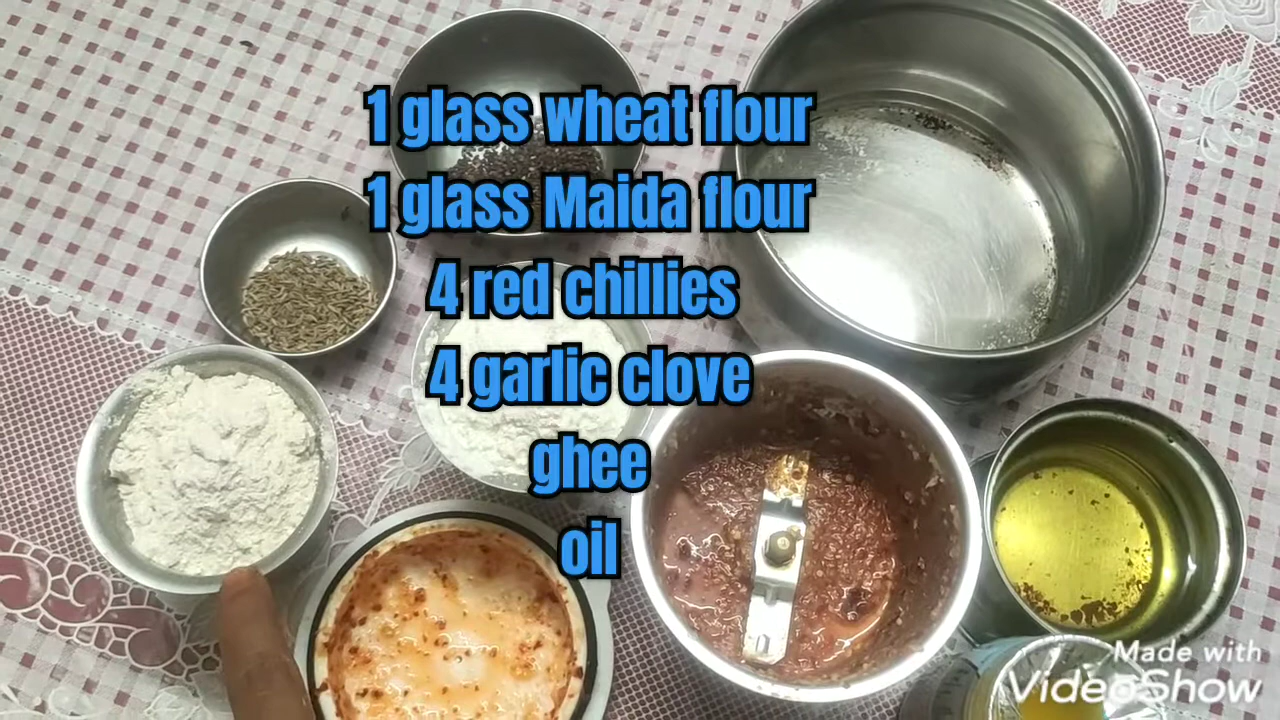 1 glass wheat flour
1 glass Maida flour
4 red chillies
4 garlic clove
ghee
oil
Made with
VideoShow